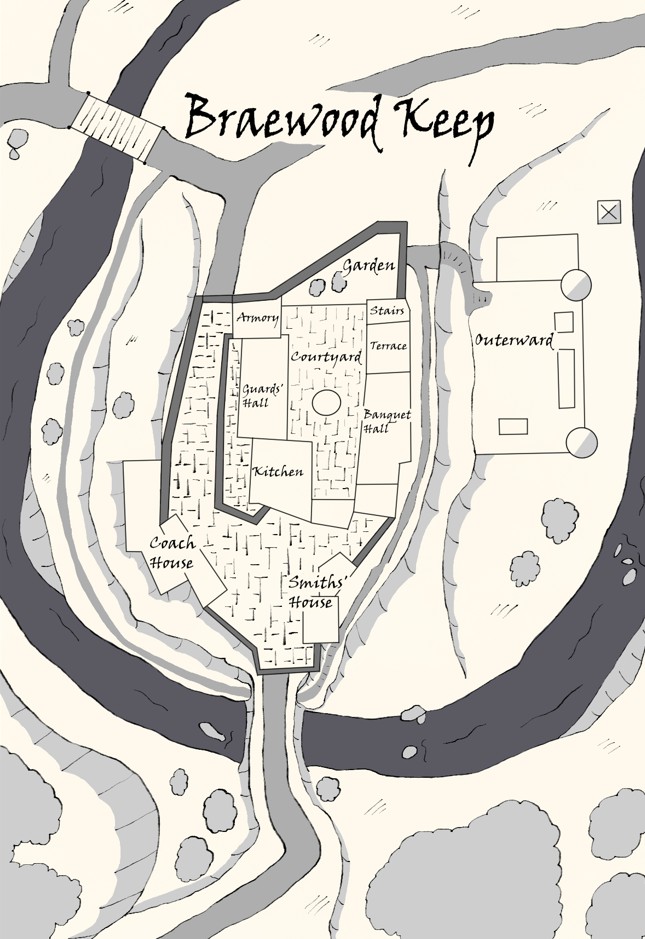 Braewood Keep
Garden
Armory
Stairs
Courtyard
Terrace
Outerward
Guards'
Hall
Banquet
Hall
Kitchen
Coach
House
Smiths'
House